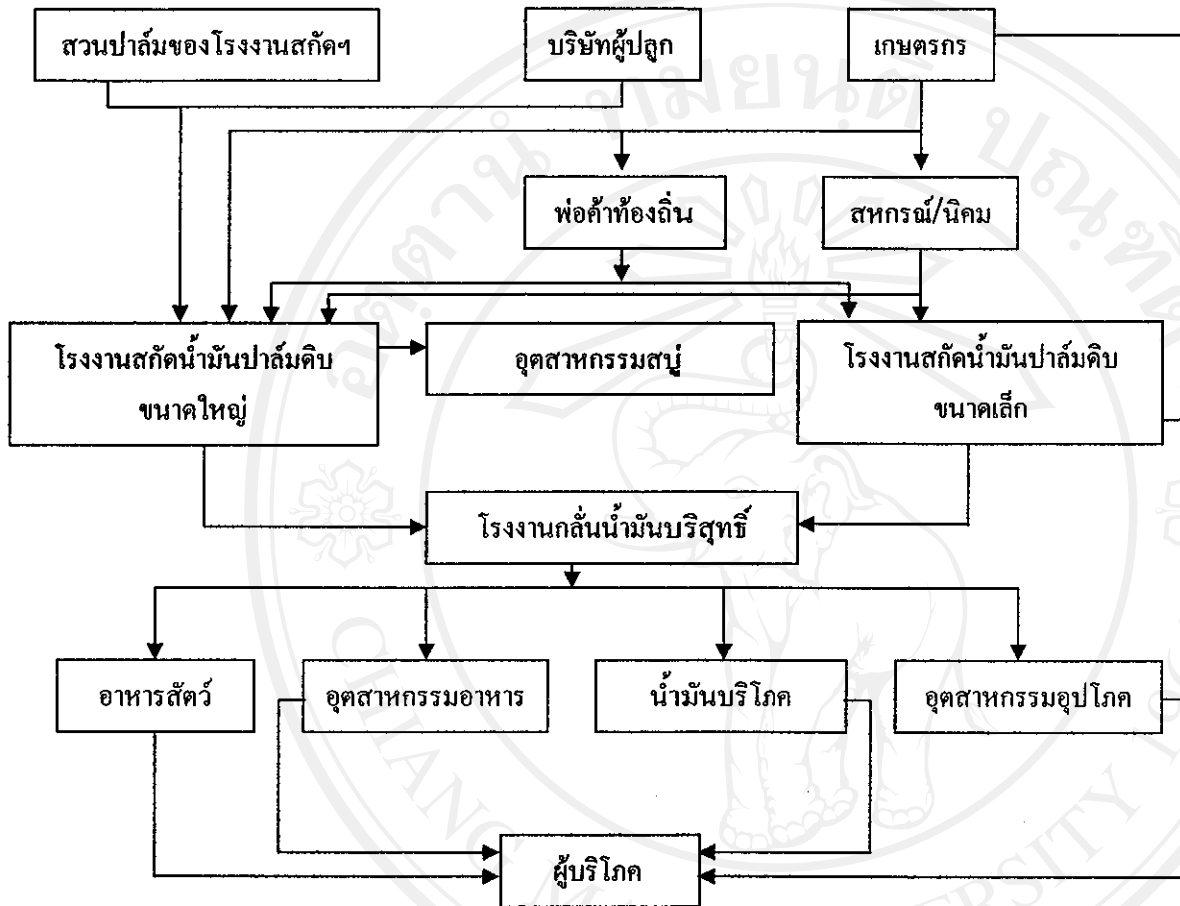 สวนปาล์มของโรงงานสกัดฯ
บริษัทผู้ปลูก
เกษตรกร
พ่อค้าท้องถิ่น
สหกรณ์/นิคม
โรงงานสกัดน้ำมันปาล์มดิบ
ขนาดใหญ่
อุตสาหกรรมสบู่
โรงงานสกัดน้ำมันปาล์มดิบ
ขนาดเล็ก
โรงงานกลั่นน้ำมันบริสุทธิ์
อาหารสัตว์
อุตสาหกรรมอาหาร
น้ำมันบริโภค
อุตสาหกรรมอุปโภค
ผู้บริโภค